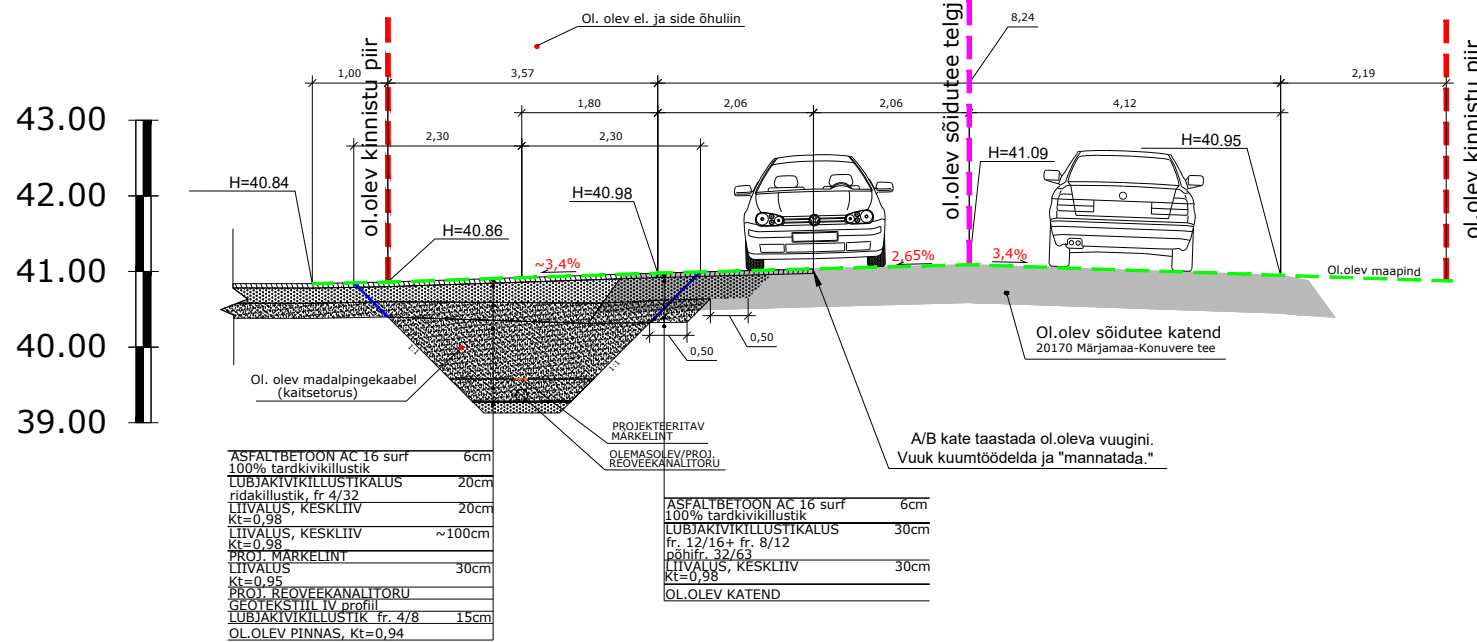 Ol. olev el. ja side õhuliin
8,24
1,00
3,57
2,19
1,80
2,06
2,06
4,12
2,30
2,30
ol.olev kinnistu piir
ol.olev sõidutee telgj
ol.olev kinnistu piir
43.00
42.00
41.00
40.00
39.00
H=40.84
H=40.86
H=40.98
H=41.09
H=40.95
~3,4%
2,65%
3,4%
Ol.olev maapind
1:1
1:1
0,50
0,50
Ol.olev sõidutee katend
20170 Märjamaa-Konuvere tee
Ol. olev madalpingekaabel
(kaitsetorus)
PROJEKTEERITAV
MÄRKELINT
OLEMASOLEV/PROJ.
REOVEEKANALITORU
A/B kate taastada ol.oleva vuugini.
Vuuk kuumtöödelda ja "mannatada."
ASFALTBETOON AC 16 surf 6cm
100% tardkivikillustik
LUBJAKIVIKILLUSTIKALUS 20cm
ridakillustik, fr 4/32
LIIVALUS, KESKLIIV 20cm
Kt=0,98
LIIVALUS, KESKLIIV ~100cm
Kt=0,98
PROJ. MÄRKELINT
LIIVALUS 30cm
Kt=0,95
PROJ. REOVEEKANALITORU
GEOTEKSTIIL IV profiil
LUBJAKIVIKILLUSTIK fr. 4/8 15cm
OL.OLEV PINNAS, Kt=0,94
ASFALTBETOON AC 16 surf 6cm
100% tardkivikillustik
LUBJAKIVIKILLUSTIKALUS 30cm
fr. 12/16+ fr. 8/12
põhifr. 32/63
LIIVALUS, KESKLIIV 30cm
Kt=0,98
OL.OLEV KATEND